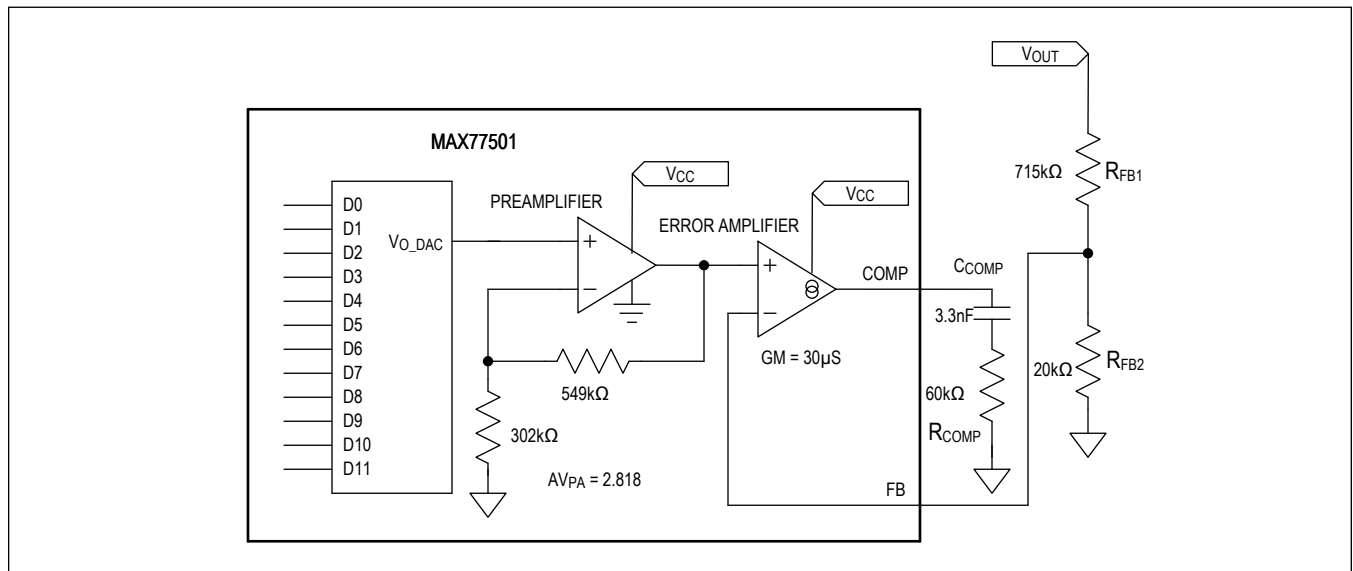 VOUT
MAX77501
715kΩ
RFB1
VCC
PREAMPLIFIER
VCC
ERROR AMPLIFIER
D0
D1
D2
D3
D4
D5
D6
D7
D8
D9
D10
D11
VO_DAC
+
−
+
−
COMP
CCOMP
3.3nF
GM = 30µS
549kΩ
302kΩ
60kΩ
RCOMP
20kΩ
RFB2
AVPA = 2.818
FB